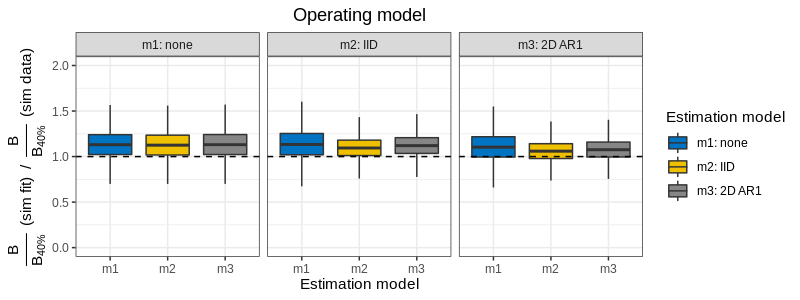 Operating model
m1: none
m2: IID
m3: 2D AR1
B
B40%
(sim fit) /
B
B40%
(sim data)
2.0
1.5
1.0
0.5
0.0
m1 m2 m3
m1 m2 m3
m1 m2 m3
Estimation model
Estimation model
m1: none
m2: IID
m3: 2D AR1